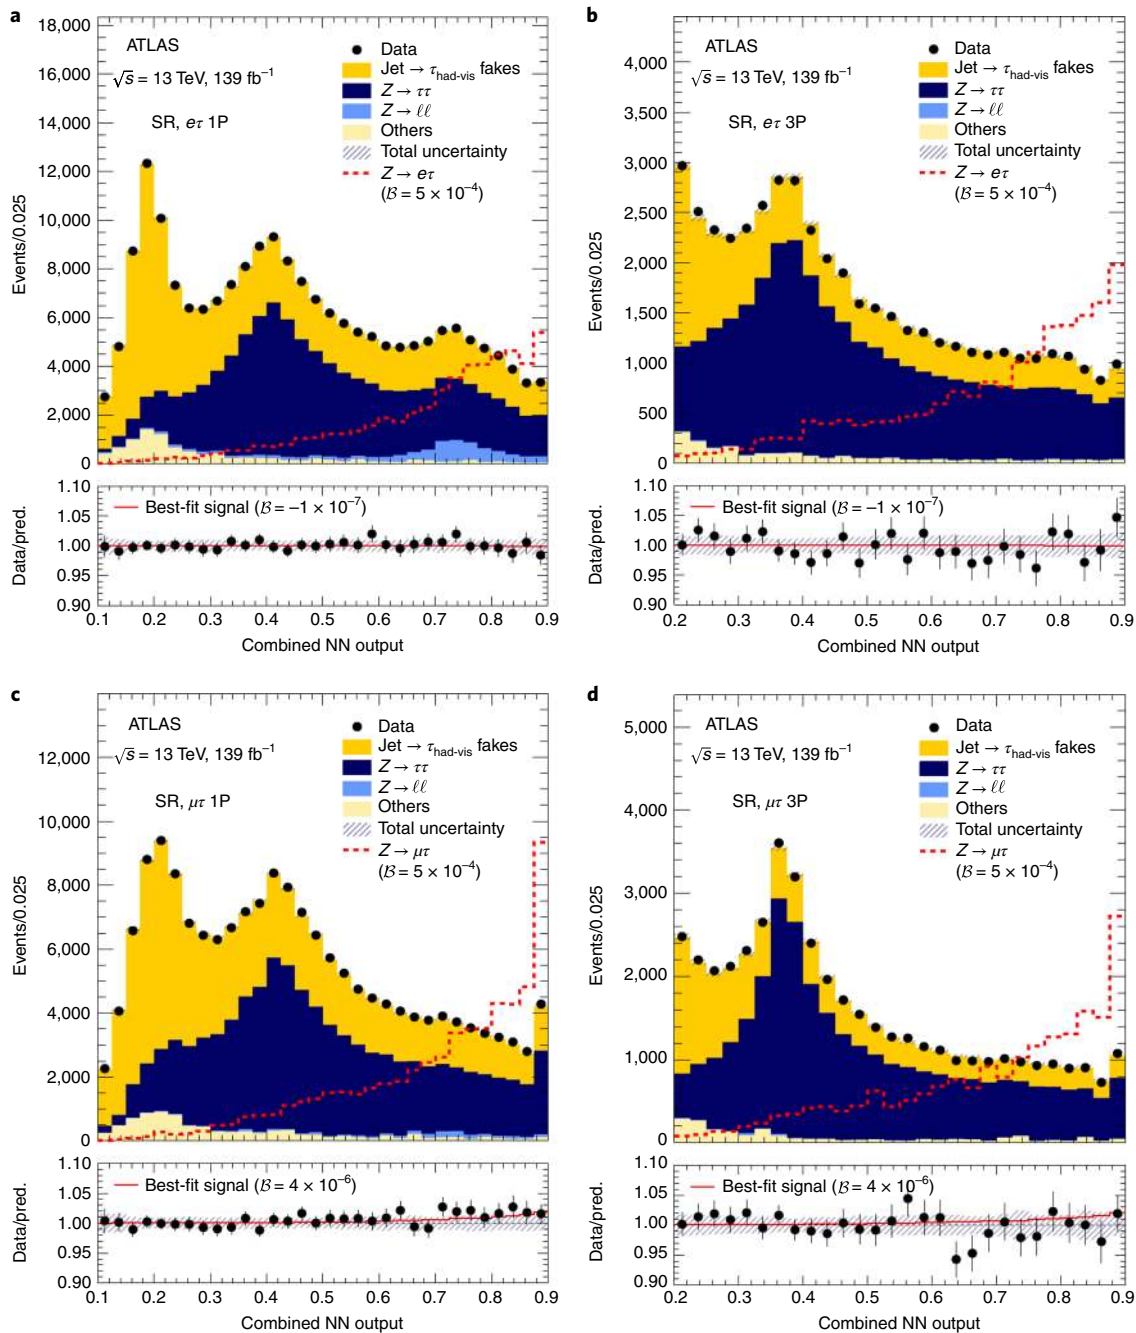 a
18,000
16,000
14,000
12,000
10,000
8,000
6,000
4,000
2,000
0
Events/0.025
ATLAS
√s = 13 TeV, 139 fb⁻¹
SR, eτ 1P
Data
Jet → τhad-vis fakes
Z → ττ
Z → ℓℓ
Others
Total uncertainty
Z → eτ
(B = 5 × 10⁻⁴)
1.10
1.05
1.00
0.95
0.90
Data/pred.
Best-fit signal (B = −1 × 10⁻⁷)
0.1 0.2 0.3 0.4 0.5 0.6 0.7 0.8 0.9
Combined NN output
b
4,000
3,500
3,000
2,500
2,000
1,500
1,000
500
0
Events/0.025
ATLAS
√s = 13 TeV, 139 fb⁻¹
SR, eτ 3P
Data
Jet → τhad-vis fakes
Z → ττ
Z → ℓℓ
Others
Total uncertainty
Z → eτ
(B = 5 × 10⁻⁴)
1.10
1.05
1.00
0.95
0.90
Data/pred.
Best-fit signal (B = −1 × 10⁻⁷)
0.2 0.3 0.4 0.5 0.6 0.7 0.8 0.9
Combined NN output
c
12,000
10,000
8,000
6,000
4,000
2,000
0
Events/0.025
ATLAS
√s = 13 TeV, 139 fb⁻¹
SR, μτ 1P
Data
Jet → τhad-vis fakes
Z → ττ
Z → ℓℓ
Others
Total uncertainty
Z → μτ
(B = 5 × 10⁻⁴)
1.10
1.05
1.00
0.95
0.90
Data/pred.
Best-fit signal (B = 4 × 10⁻⁶)
0.1 0.2 0.3 0.4 0.5 0.6 0.7 0.8 0.9
Combined NN output
d
5,000
4,000
3,000
2,000
1,000
0
Events/0.025
ATLAS
√s = 13 TeV, 139 fb⁻¹
SR, μτ 3P
Data
Jet → τhad-vis fakes
Z → ττ
Z → ℓℓ
Others
Total uncertainty
Z → μτ
(B = 5 × 10⁻⁴)
1.10
1.05
1.00
0.95
0.90
Data/pred.
Best-fit signal (B = 4 × 10⁻⁶)
0.2 0.3 0.4 0.5 0.6 0.7 0.8 0.9
Combined NN output